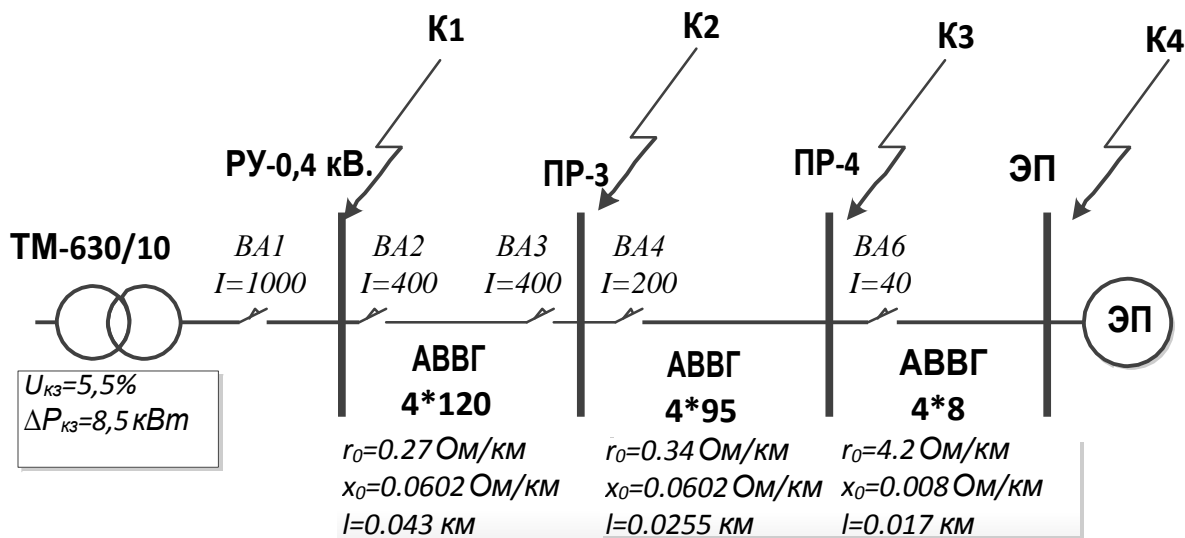 К1
К2
К3
К4
РУ-0,4 кВ.
ПР-3
ПР-4
ЭП
ТМ-630/10
ВА1
I=1000
ВА2
I=400
ВА3
I=400
ВА4
I=200
ВА6
I=40
ЭП
Uкз=5,5%
ΔPкз=8,5 кВт
АВВГ
4*120
АВВГ
4*95
АВВГ
4*8
r0=0.27 Ом/км
x0=0.0602 Ом/км
l=0.043 км
r0=0.34 Ом/км
x0=0.0602 Ом/км
l=0.0255 км
r0=4.2 Ом/км
x0=0.008 Ом/км
l=0.017 км